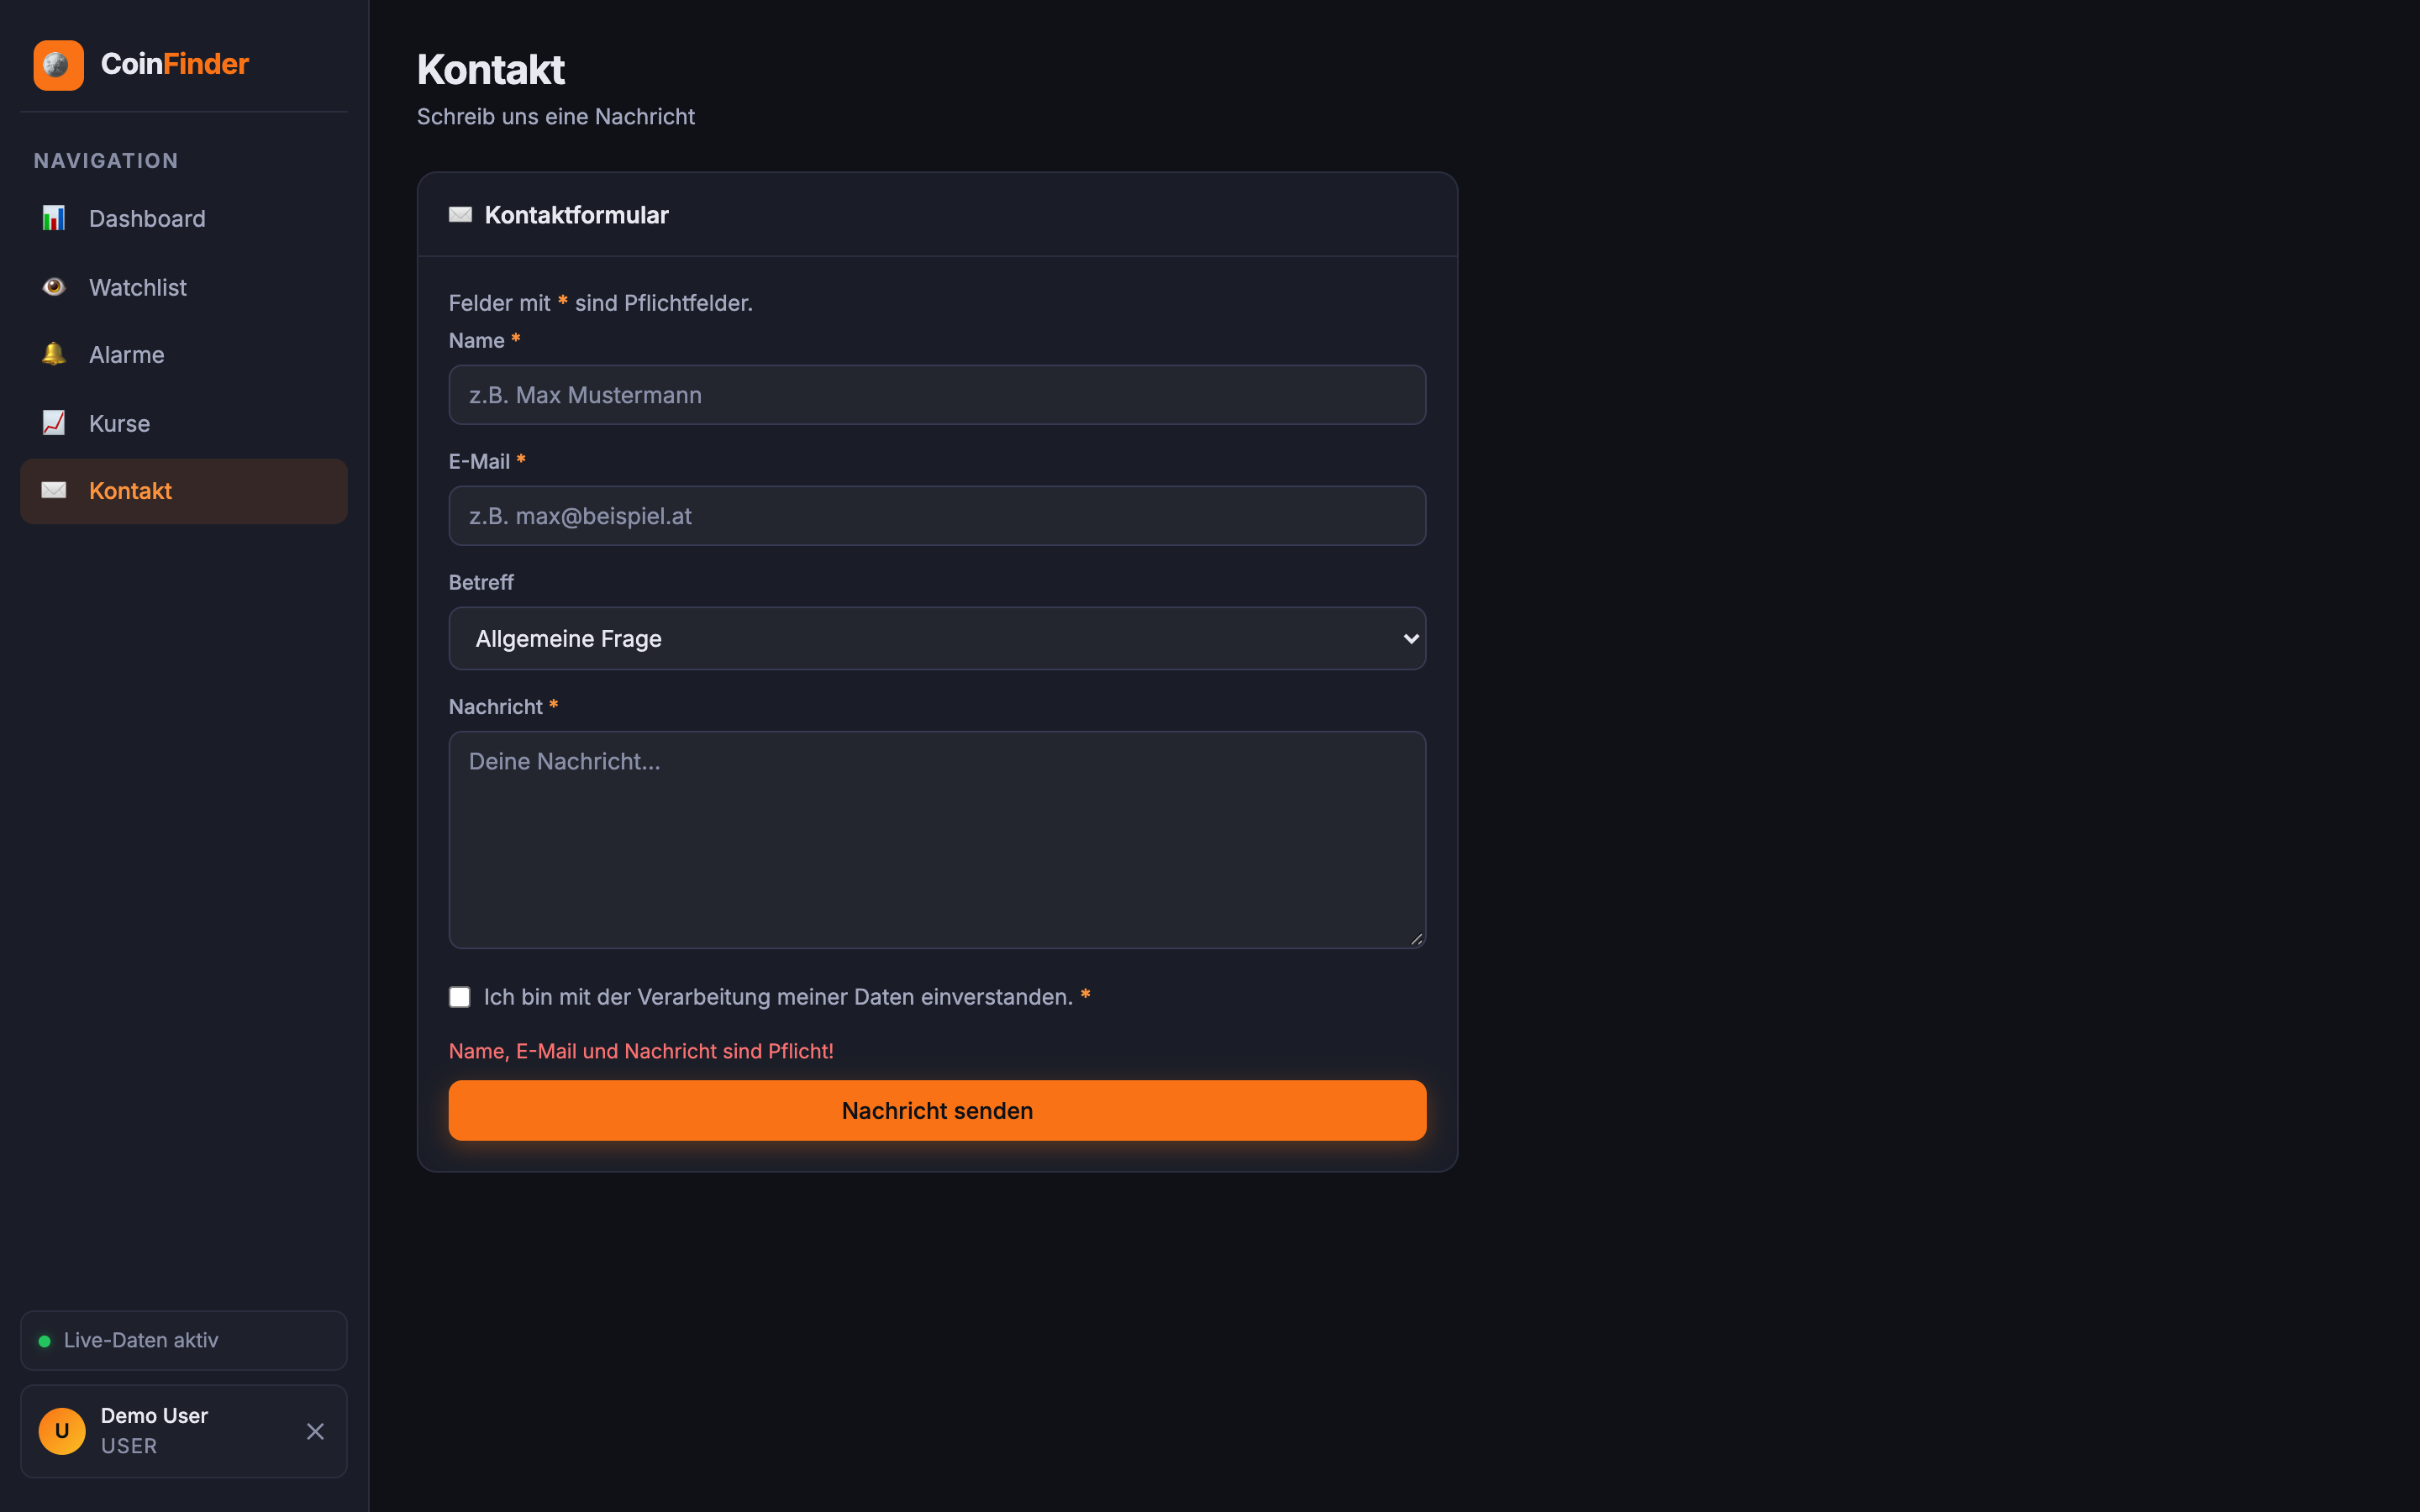 CoinFinder
NAVIGATION
Dashboard
Watchlist
Alarme
Kurse
Kontakt
Live-Daten aktiv
U
Demo User
USER
Kontakt
Schreib uns eine Nachricht
Kontaktformular
Felder mit * sind Pflichtfelder.
Name *
z.B. Max Mustermann
E-Mail *
z.B. max@beispiel.at
Betreff
Allgemeine Frage
Nachricht *
Deine Nachricht...
Ich bin mit der Verarbeitung meiner Daten einverstanden. *
Name, E-Mail und Nachricht sind Pflicht!
Nachricht senden